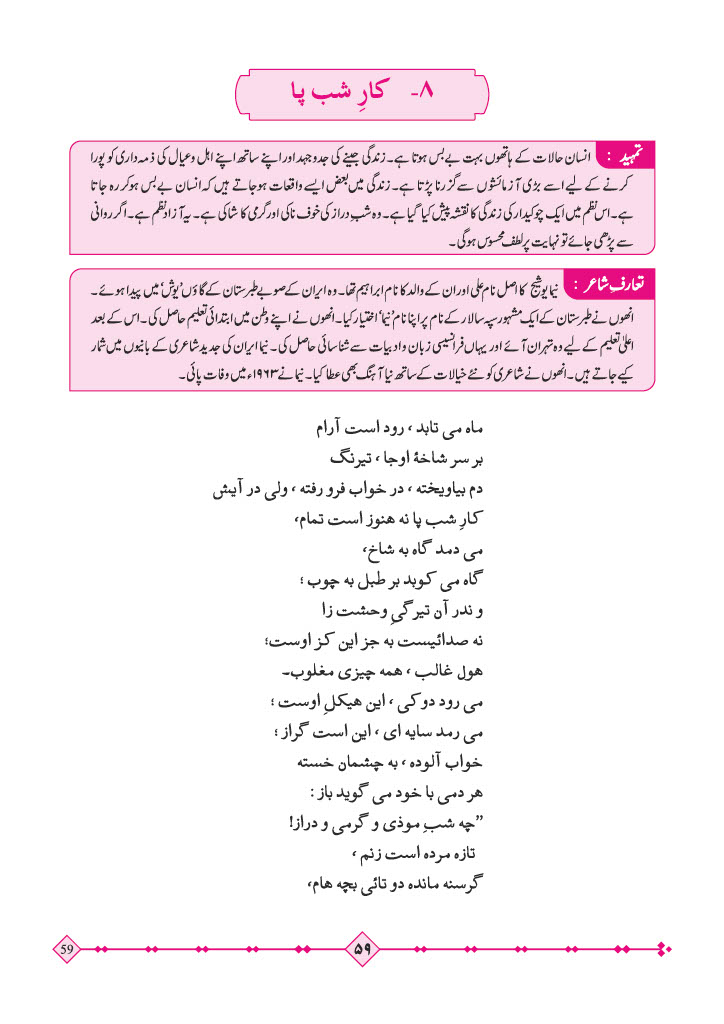 ۸- کارِ شب پا
تمہید : انسان حالات کے ہاتھوں بہت بے بس ہوتا ہے۔ زندگی جینے کی جدوجہد اور اپنے ساتھ اپنے اہل و عیال کی ذمہ داری کو پورا
کرنے کے لیے اسے بڑی آزمائشوں سے گزرنا پڑتا ہے۔ زندگی میں بعض ایسے واقعات ہوجاتے ہیں کہ انسان بے بس ہوکر رہ جاتا
ہے۔ اس نظم میں ایک چوکیدار کی زندگی کا نقشہ پیش کیا گیا ہے۔ وہ شبِ دراز کی خوف ناکی اور گرمی کا شاکی ہے۔ یہ آزاد نظم ہے۔ اگر روانی
سے پڑھی جائے تو نہایت پر لطف محسوس ہوگی۔
تعارفِ شاعر : نیما یوشیج کا اصل نام علی اور ان کے والد کا نام ابراہیم تھا۔ وہ ایران کے صوبے طبرستان کے گاؤں 'یوش' میں پیدا ہوئے۔
انھوں نے طبرستان کے ایک مشہور سپہ سالار کے نام پر اپنا نام 'نیما' اختیار کیا۔ انھوں نے اپنے وطن میں ابتدائی تعلیم حاصل کی۔ اس کے بعد
اعلیٰ تعلیم کے لیے وہ تہران آئے اور یہاں فرانسیسی زبان و ادبیات سے شناسائی حاصل کی۔ نیما ایران کی جدید شاعری کے بانیوں میں شمار
کیے جاتے ہیں۔ انھوں نے شاعری کو نئے خیالات کے ساتھ نیا آہنگ بھی عطا کیا۔ نیما نے ۱۹۶۳ء میں وفات پائی۔
ماه می تابد ، رود است آرام
بر سر شاخۀ اوجا ، تیرنگ
دم بیاویخته ، در خواب فرو رفته ، ولی در آیش
کارِ شب پا نه هنوز است تمام،
می دمد گاه به شاخ،
گاه می کوبد بر طبل به چوب ؛
و ندر آن تیرگیِ وحشت زا
نه صدائیست به جز این کز اوست؛
هول غالب ، همه چیزی مغلوب۔
می رود دوکی ، این هیکلِ اوست ؛
می رمد سایه ای ، این است گراز ؛
خواب آلوده ، به چشمان خسته
هر دمی با خود می گوید باز :
”چه شبِ موذی و گرمی و دراز!
تازه مرده است زنم ،
گرسنه مانده دو تائی بچه هام،
59
۵۹